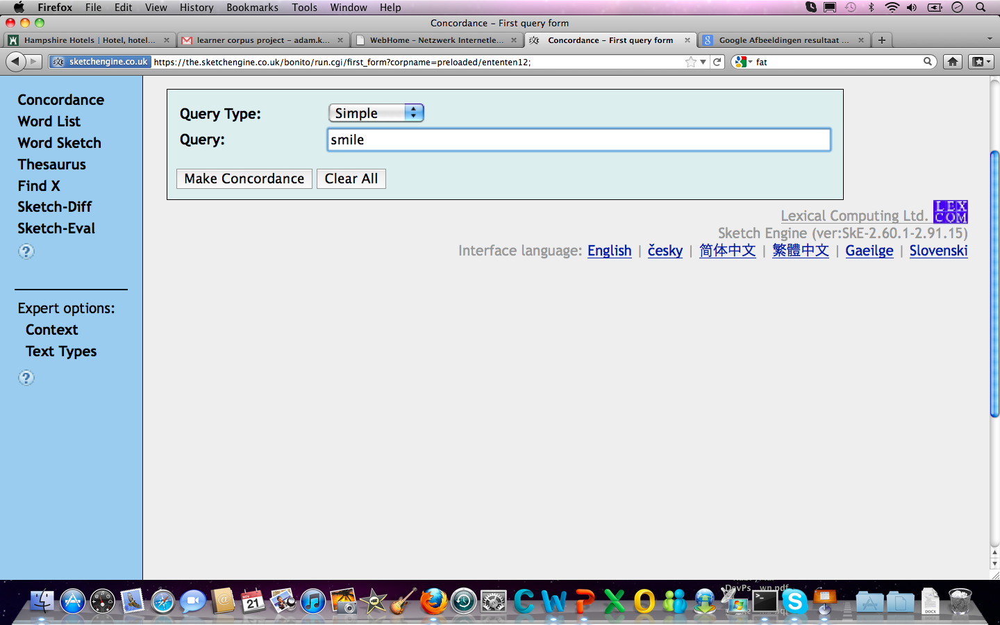 Firefox File Edit View History Bookmarks Tools Window Help
Concordance – First query form
Hampshire Hotels | Hotel, hotel... learner corpus project – adam.k... WebHome – Netzwerk Internetle... Concordance – First query form Google Afbeeldingen resultaat ...
sketchengine.co.uk https://the.sketchengine.co.uk/bonito/run.cgi/first_form?corpname=preloaded/ententen12; fat
Concordance
Word List
Word Sketch
Thesaurus
Find X
Sketch-Diff
Sketch-Eval
?
Expert options:
Context
Text Types
?
Query Type: Simple
Query: smile
Make Concordance Clear All
Lexical Computing Ltd. LEX COM
Sketch Engine (ver:SkE-2.60.1-2.91.15)
Interface language: English | česky | 简体中文 | 繁體中文 | Gaeilge | Slovenski
NOV
21
DOCX